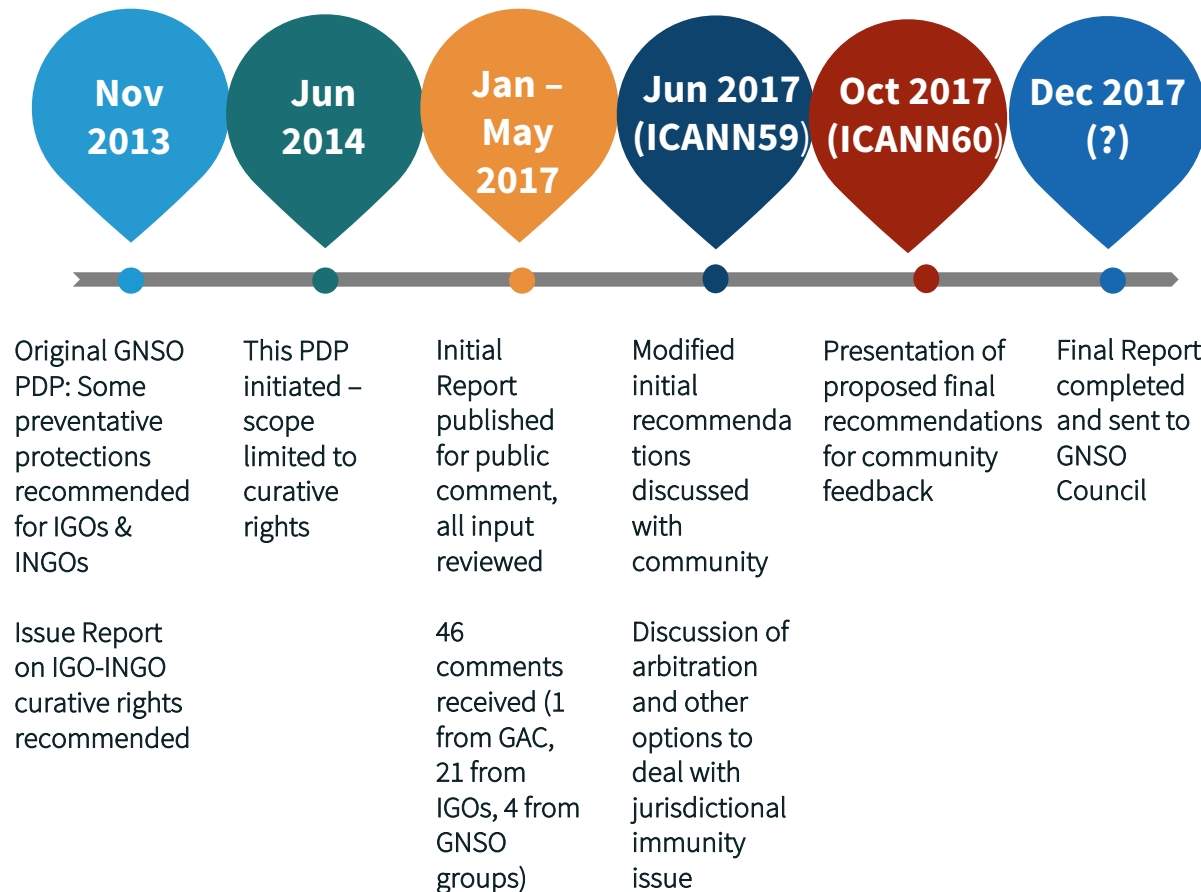 Nov
2013
Jun
2014
Jan –
May
2017
Jun 2017
(ICANN59)
Oct 2017
(ICANN60)
Dec 2017
(?)
Original GNSO
PDP: Some
preventative
protections
recommended
for IGOs &
INGOs
Issue Report
on IGO-INGO
curative rights
recommended
This PDP
initiated –
scope
limited to
curative
rights
Initial
Report
published
for public
comment,
all input
reviewed
46
comments
received (1
from GAC,
21 from
IGOs, 4 from
GNSO
groups)
Modified
initial
recommenda
tions
discussed
with
community
Discussion of
arbitration
and other
options to
deal with
jurisdictional
immunity
issue
Presentation of
proposed final
recommendations
for community
feedback
Final Report
completed
and sent to
GNSO
Council